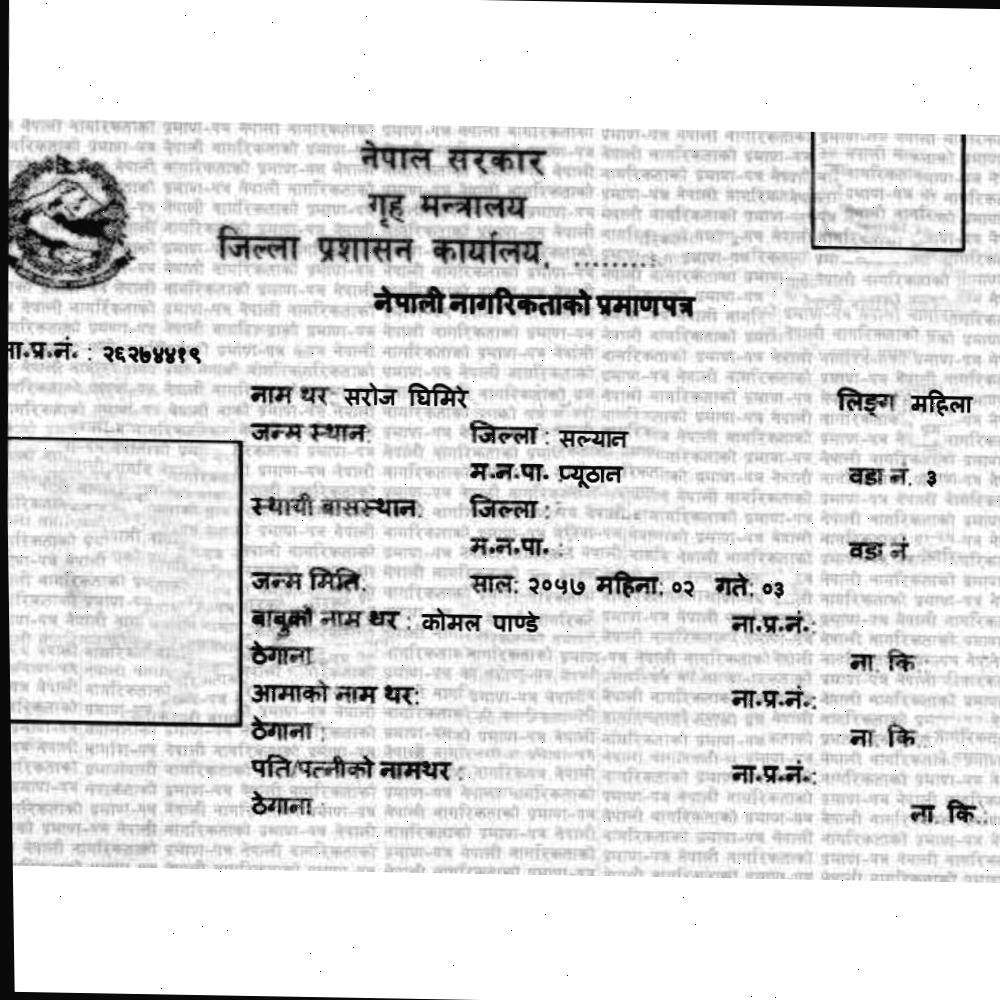 नेपाल सरकार
गृह मन्त्रालय
जिल्ला प्रशासन कार्यालय, ..........
नेपाली नागरिकताको प्रमाणपत्र
ना.प्र.नं. : २६२७४४१९
नाम थर: सरोज घिमिरे लिङ्ग महिला
जन्म स्थान: जिल्ला : सल्यान
म.न.पा. प्यूठान वडा नं. ३
स्थायी बासस्थान: जिल्ला :
म.न.पा. : वडा नं
जन्म मिति: साल: २०५७ महिना: ०२ गते: ०३
बाबुको नाम थर : कोमल पाण्डे ना.प्र.नं.:
ठेगाना ना. कि :
आमाको नाम थर: ना.प्र.नं.:
ठेगाना : ना. कि :
पति/पत्नीको नामथर : ना.प्र.नं.:
ठेगाना : ना. कि :